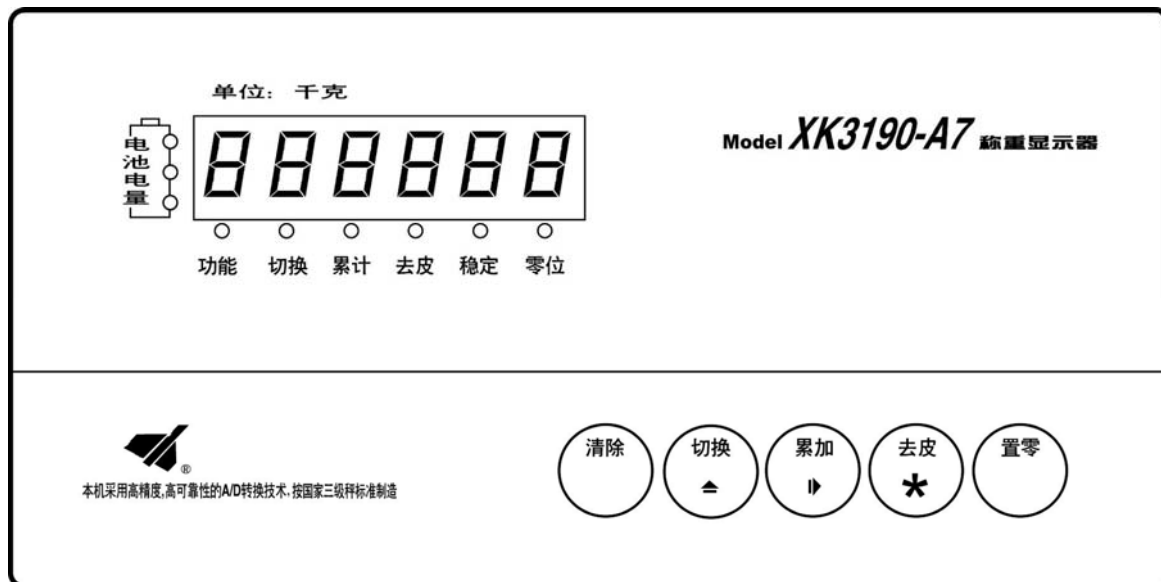 单位：千克
电池电量
888888
Model XK3190-A7 称重显示器
功能 切换 累计 去皮 稳定 零位
清除 切换 累加 去皮 置零
*
®
本机采用高精度,高可靠性的A/D转换技术,按国家三级秤标准制造